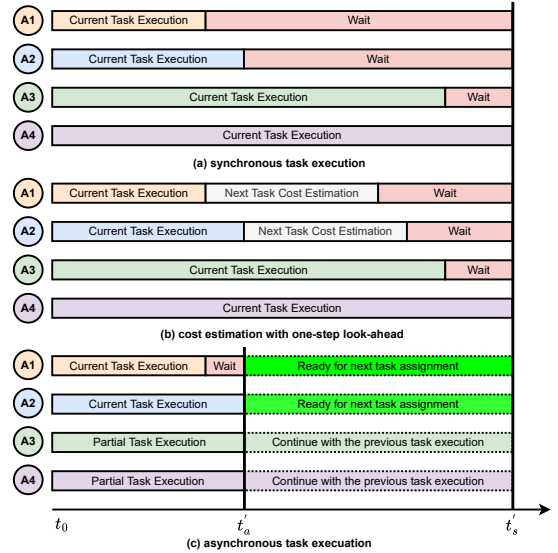 A1 Current Task Execution Wait
A2 Current Task Execution Wait
A3 Current Task Execution Wait
A4 Current Task Execution
(a) synchronous task execution
A1 Current Task Execution Next Task Cost Estimation Wait
A2 Current Task Execution Next Task Cost Estimation Wait
A3 Current Task Execution Wait
A4 Current Task Execution
(b) cost estimation with one-step look-ahead
A1 Current Task Execution Wait Ready for next task assignment
A2 Current Task Execution Ready for next task assignment
A3 Partial Task Execution Continue with the previous task execution
A4 Partial Task Execution Continue with the previous task execution
t₀ t'ₐ t'ₛ
(c) asynchronous task execuation